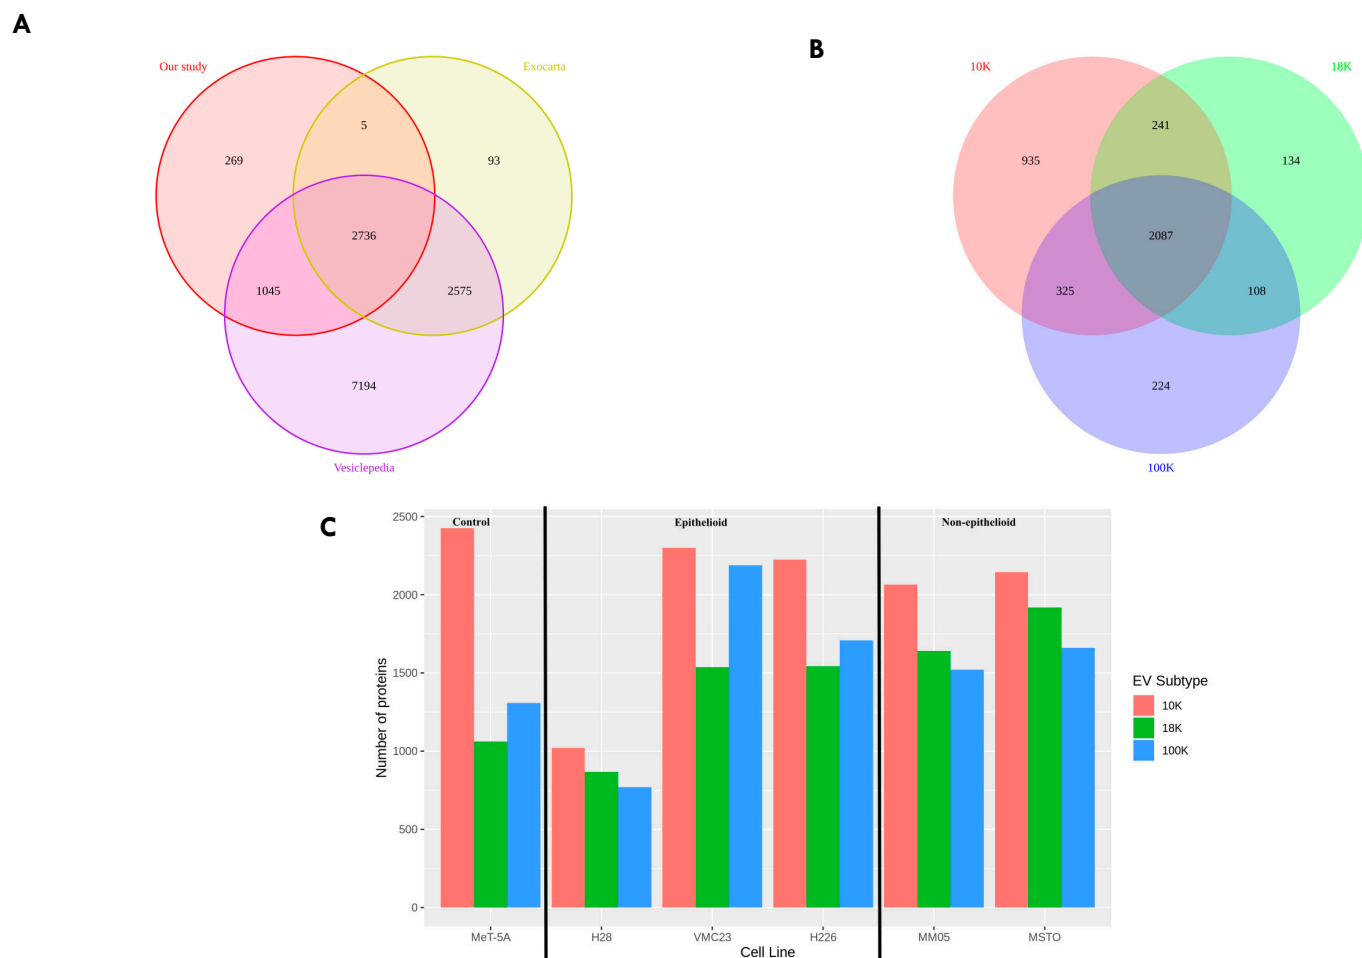 A
Our study
Exocarta
5
269
93
2736
1045
2575
7194
Vesiclepedia
B
10K
18K
241
935
134
2087
325
108
224
100K
C
Control
Epithelioid
Non-epithelioid
2500
2000
1500
1000
500
0
Number of proteins
MeT-5A
H28
VMC23
H226
MM05
MSTO
Cell Line
EV Subtype
10K
18K
100K